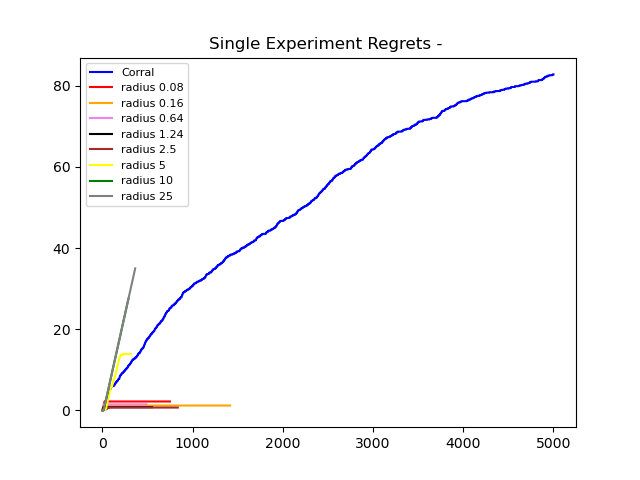 Single Experiment Regrets -
Corral
radius 0.08
radius 0.16
radius 0.64
radius 1.24
radius 2.5
radius 5
radius 10
radius 25
80
60
40
20
0
0 1000 2000 3000 4000 5000